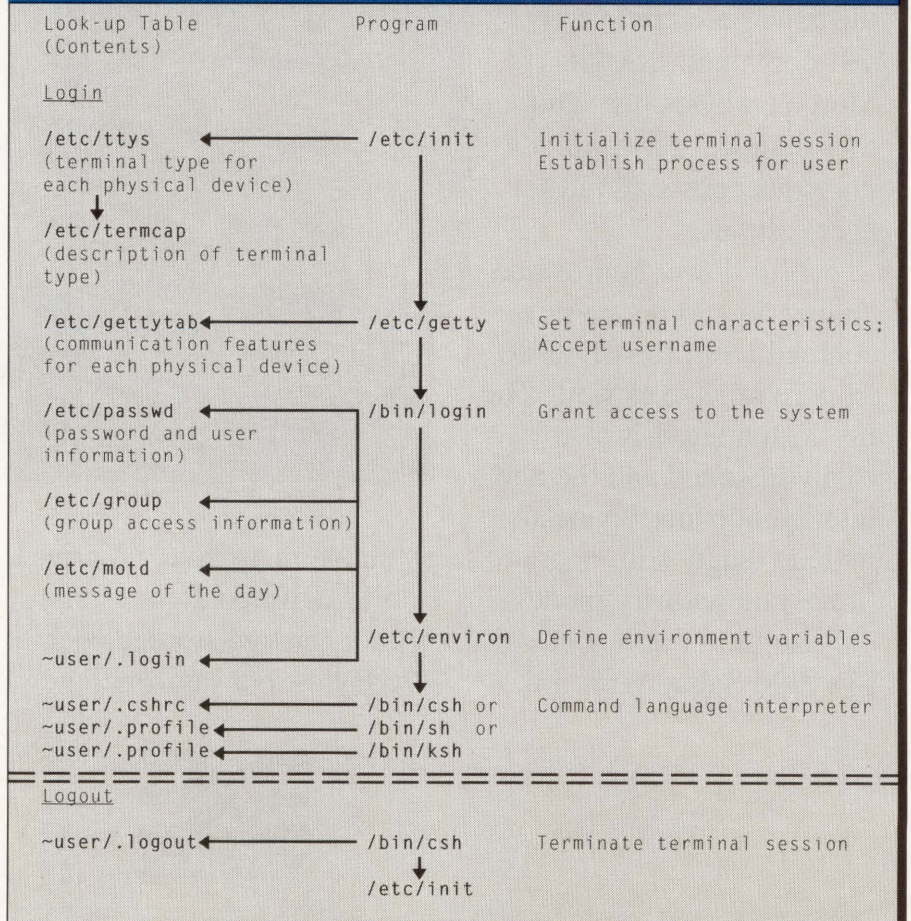 Look-up Table Program Function
(Contents)
Login
/etc/ttys /etc/init Initialize terminal session
(terminal type for Establish process for user
each physical device)
/etc/termcap
(description of terminal
type)
/etc/gettytab /etc/getty Set terminal characteristics;
(communication features Accept username
for each physical device)
/etc/passwd /bin/login Grant access to the system
(password and user
information)
/etc/group
(group access information)
/etc/motd
(message of the day)
/etc/environ Define environment variables
~user/.login
~user/.cshrc /bin/csh or Command language interpreter
~user/.profile /bin/sh or
~user/.profile /bin/ksh
Logout
~user/.logout /bin/csh Terminate terminal session
/etc/init